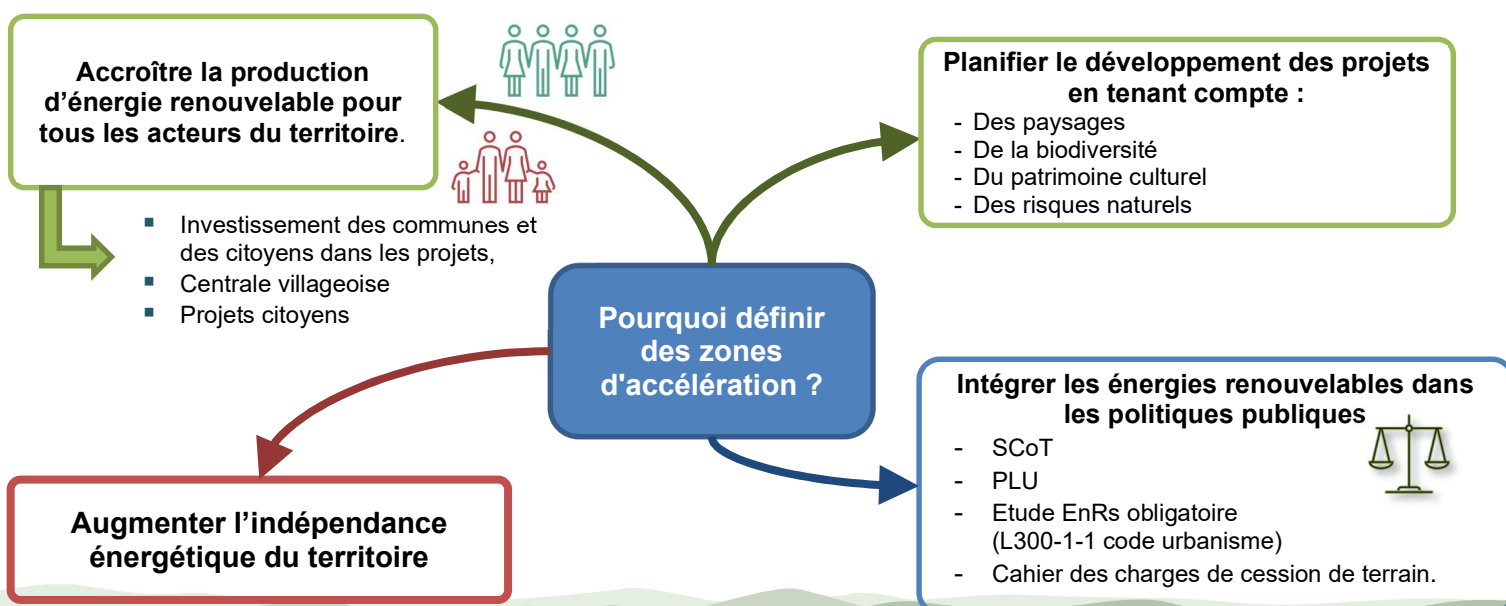 Accroître la production
d’énergie renouvelable pour
tous les acteurs du territoire.
▪ Investissement des communes et
des citoyens dans les projets,
▪ Centrale villageoise
▪ Projets citoyens
Planifier le développement des projets
en tenant compte :
- Des paysages
- De la biodiversité
- Du patrimoine culturel
- Des risques naturels
Pourquoi définir
des zones
d'accélération ?
Augmenter l’indépendance
énergétique du territoire
Intégrer les énergies renouvelables dans
les politiques publiques
- SCoT
- PLU
- Etude EnRs obligatoire
(L300-1-1 code urbanisme)
- Cahier des charges de cession de terrain.